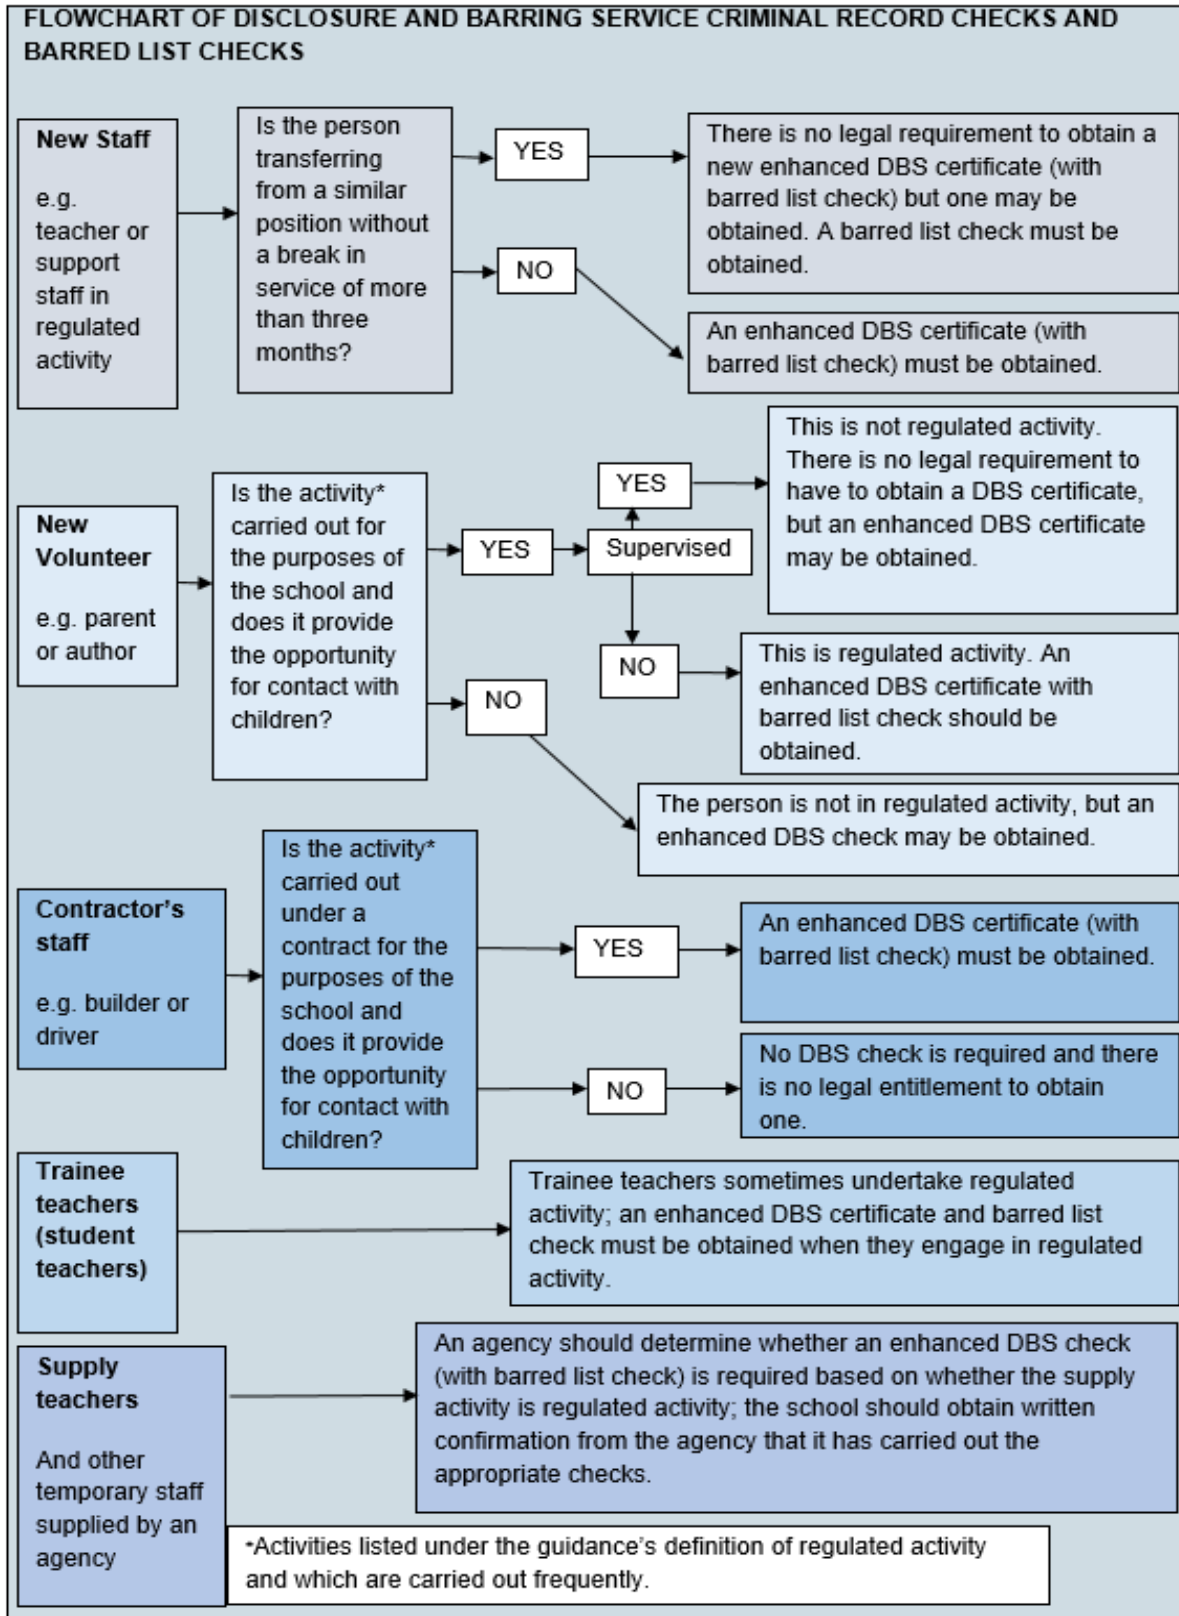 FLOWCHART OF DISCLOSURE AND BARRING SERVICE CRIMINAL RECORD CHECKS AND
BARRED LIST CHECKS
New Staff
e.g.
teacher or
support
staff in
regulated
activity
Is the person
transferring
from a similar
position without
a break in
service of more
than three
months?
YES
There is no legal requirement to obtain a
new enhanced DBS certificate (with
barred list check) but one may be
obtained. A barred list check must be
obtained.
NO
An enhanced DBS certificate (with
barred list check) must be obtained.
New
Volunteer
e.g. parent
or author
Is the activity*
carried out for
the purposes of
the school and
does it provide
the opportunity
for contact with
children?
YES
Supervised
YES
This is not regulated activity.
There is no legal requirement to
have to obtain a DBS certificate,
but an enhanced DBS certificate
may be obtained.
NO
This is regulated activity. An
enhanced DBS certificate with
barred list check should be
obtained.
NO
The person is not in regulated activity, but an
enhanced DBS check may be obtained.
Contractor's
staff
e.g. builder or
driver
Is the activity*
carried out
under a
contract for the
purposes of the
school and
does it provide
the opportunity
for contact with
children?
YES
An enhanced DBS certificate (with
barred list check) must be obtained.
NO
No DBS check is required and there
is no legal entitlement to obtain
one.
Trainee
teachers
(student
teachers)
Trainee teachers sometimes undertake regulated
activity; an enhanced DBS certificate and barred list
check must be obtained when they engage in regulated
activity.
Supply
teachers
And other
temporary staff
supplied by an
agency
An agency should determine whether an enhanced DBS check
(with barred list check) is required based on whether the supply
activity is regulated activity; the school should obtain written
confirmation from the agency that it has carried out the
appropriate checks.
*Activities listed under the guidance's definition of regulated activity
and which are carried out frequently.